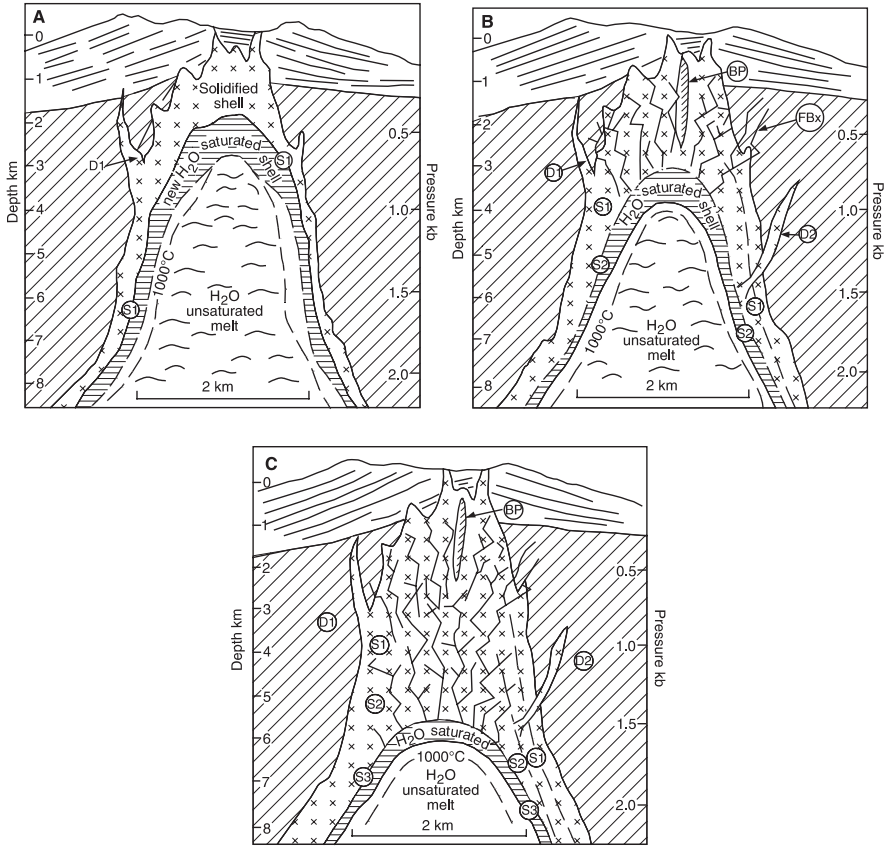 A
0
1
2
3
4
5
6
7
8
Depth km
Solidified
shell
new H₂O saturated shell
D1
S1
S1
1000°C
H₂O
unsaturated
melt
2 km
0.5
1.0
1.5
2.0
Pressure kb
B
0
1
2
3
4
5
6
7
8
Depth km
BP
FBx
D1
S1
H₂O saturated shell
D2
S2
S1
S2
1000°C
H₂O
unsaturated
melt
2 km
0.5
1.0
1.5
2.0
Pressure kb
C
0
1
2
3
4
5
6
7
8
Depth km
BP
D1
S1
D2
S2
H₂O saturated
S2
S1
S3
S3
1000°C
H₂O
unsaturated
melt
2 km
0.5
1.0
1.5
2.0
Pressure kb